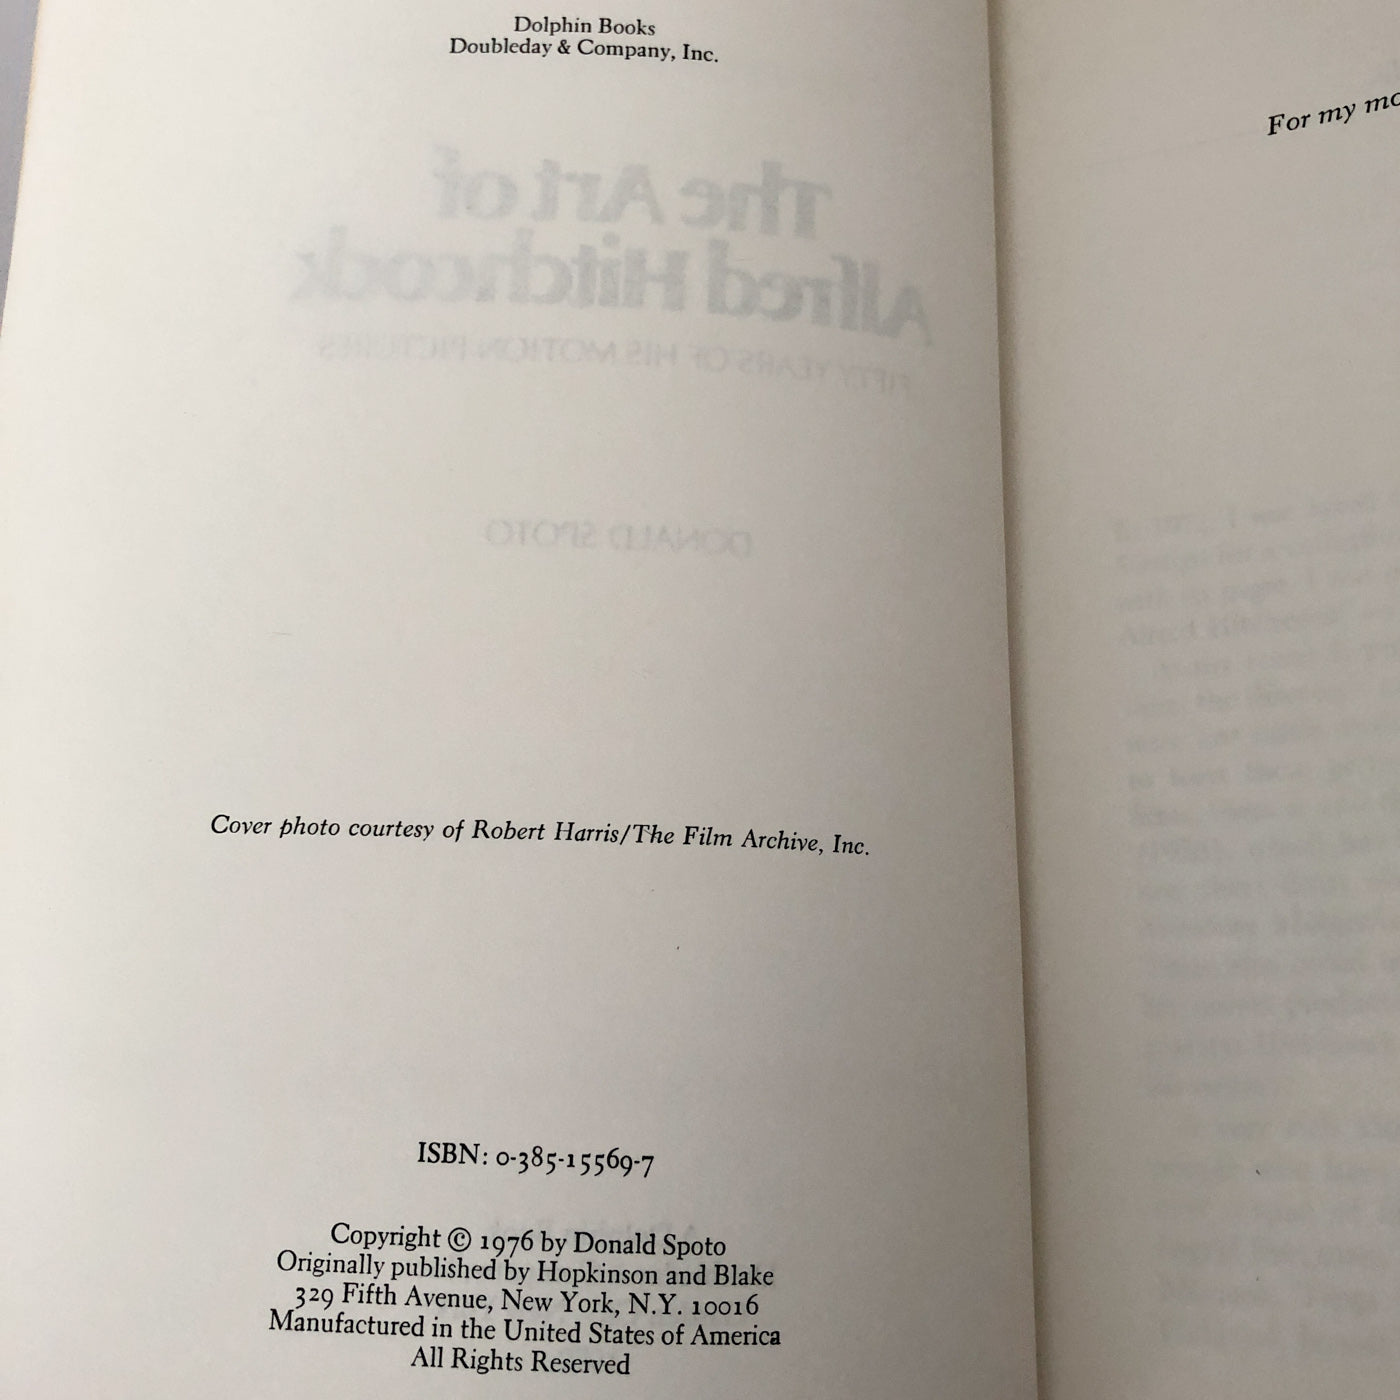 Dolphin Books
Doubleday & Company, Inc.
The Art of
Alfred Hitchcock
FIFTY YEARS OF HIS MOTION PICTURES
DONALD SPOTO
Cover photo courtesy of Robert Harris/The Film Archive, Inc.
ISBN: 0-385-15569-7
Copyright © 1976 by Donald Spoto
Originally published by Hopkinson and Blake
329 Fifth Avenue, New York, N.Y. 10016
Manufactured in the United States of America
All Rights Reserved
For my